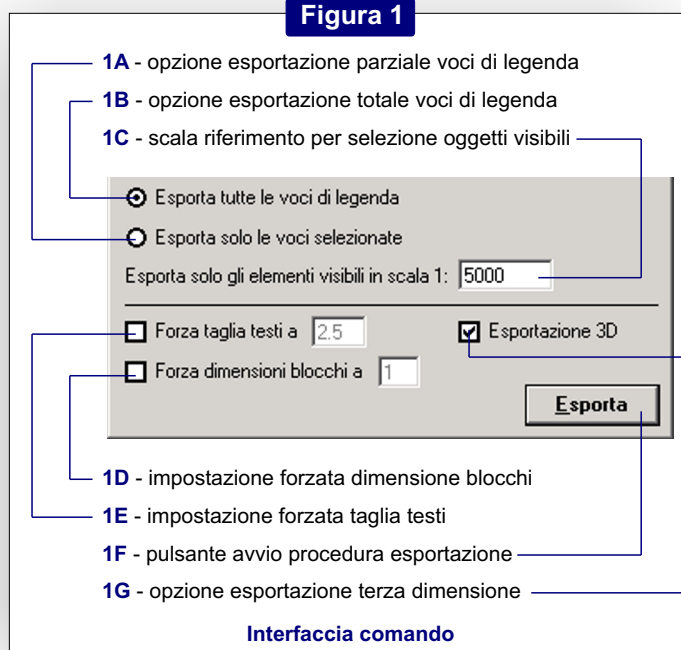 Figura 1
1A - opzione esportazione parziale voci di legenda
1B - opzione esportazione totale voci di legenda
1C - scala riferimento per selezione oggetti visibili
Esporta tutte le voci di legenda
Esporta solo le voci selezionate
Esporta solo gli elementi visibili in scala 1: 5000
Forza taglia testi a 2.5 Esportazione 3D
Forza dimensioni blocchi a 1
Esporta
1D - impostazione forzata dimensione blocchi
1E - impostazione forzata taglia testi
1F - pulsante avvio procedura esportazione
1G - opzione esportazione terza dimensione
Interfaccia comando